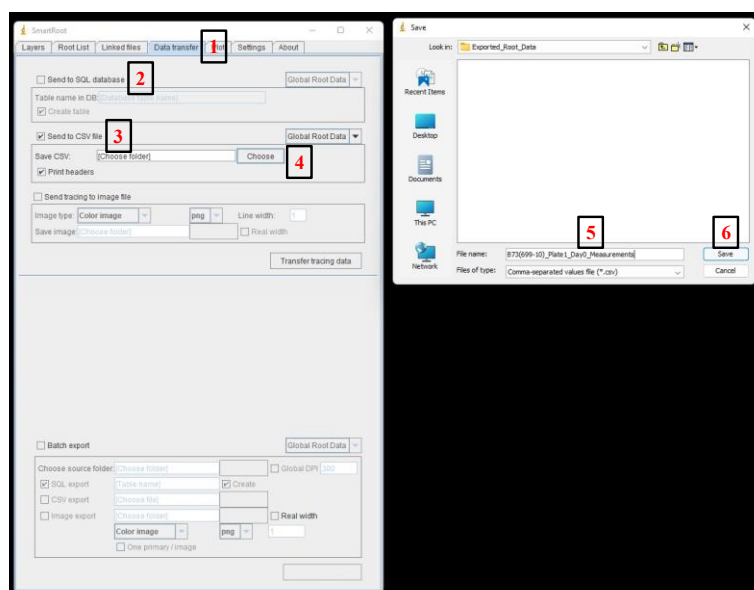 SmartRoot
Layers Root List Linked files Data transfer Plot Settings About
1
Send to SQL database
2
Global Root Data
Table name in DB: [Database table name]
Create table
Send to CSV file
3
Global Root Data
Save CSV: [Choose folder] Choose
4
Print headers
Send tracing to image file
Image type: Color image png Line width: 1
Save image: [Choose folder] Real width
Transfer tracing data
Batch export Global Root Data
Choose source folder: [Choose folder] Global DPI 300
SQL export [Table name] Create
CSV export [Choose file]
Image export [Choose folder] Real width
Color image png 1
One primary / image
Save
Look in: Exported_Root_Data
Recent Items
Desktop
Documents
This PC
Network
5
6
File name: B73(699-10)_Plate1_Day0_Measurements Save
Files of type: Comma-separated values file (*.csv) Cancel